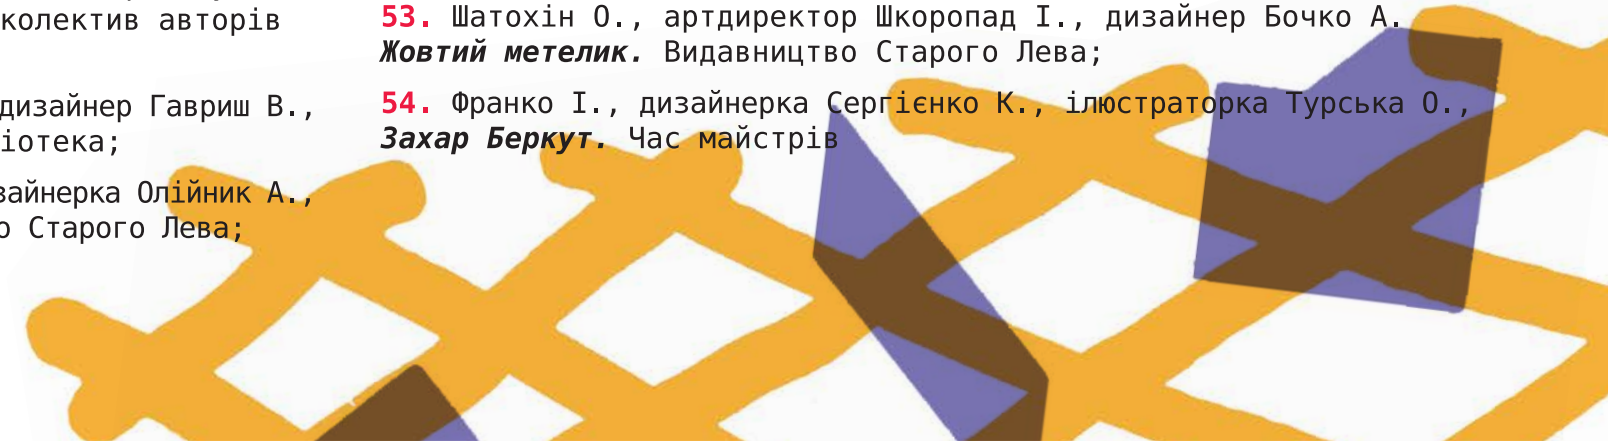 колектив авторів
дизайнер Гавриш В.,
іотека;
зайнерка Олійник А.,
о Старого Лева;
53. Шатохін О., артдиректор Шкоропад І., дизайнер Бочко А.
Жовтий метелик. Видавництво Старого Лева;
54. Франко І., дизайнерка Сергієнко К., ілюстраторка Турська О.,
Захар Беркут. Час майстрів